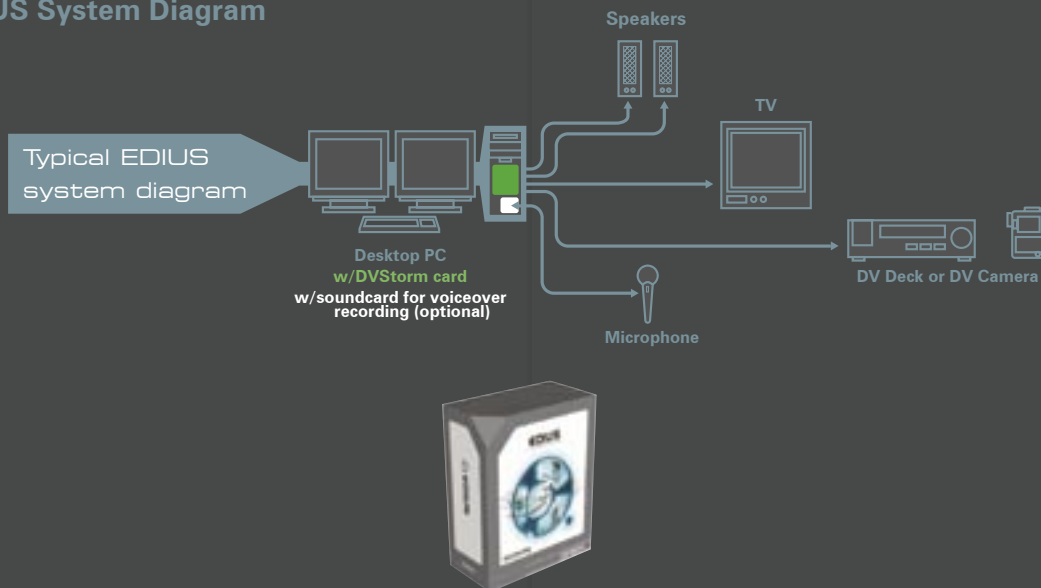 US System Diagram
Speakers
TV
Typical EDIUS
system diagram
Desktop PC
w/DVStorm card
w/soundcard for voiceover
recording (optional)
DV Deck or DV Camera
Microphone
EDIUS